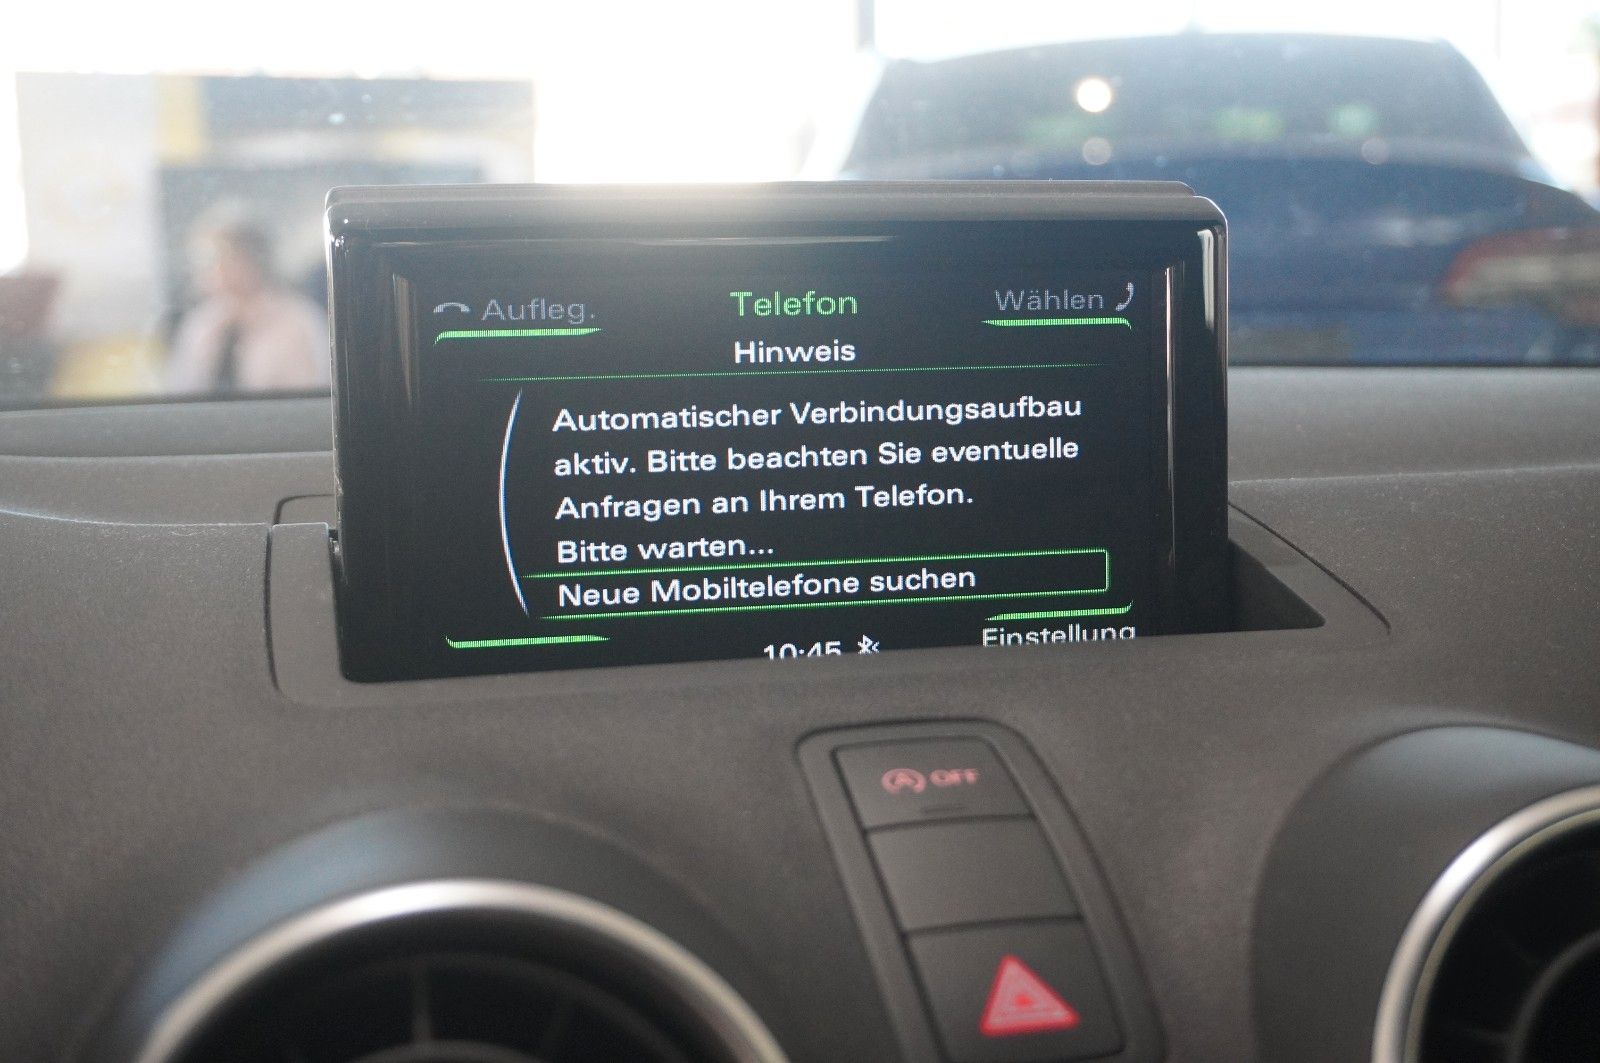 Aufleg. Telefon Wählen
Hinweis
Automatischer Verbindungsaufbau
aktiv. Bitte beachten Sie eventuelle
Anfragen an Ihrem Telefon.
Bitte warten...
Neue Mobiltelefone suchen
10:45 Einstellung
A OFF